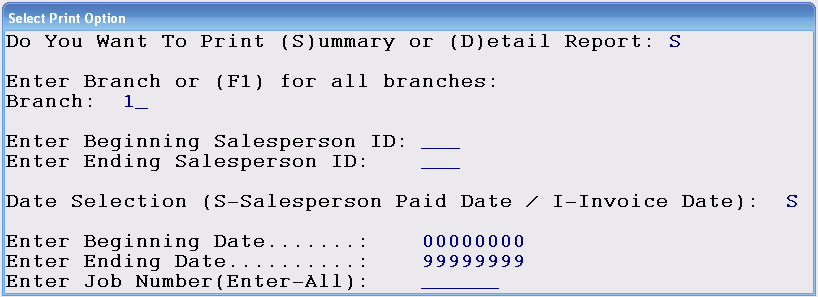 Select Print Option
Do You Want To Print (S)ummary or (D)etail Report: S
Enter Branch or (F1) for all branches:
Branch: 1_
Enter Beginning Salesperson ID: ___
Enter Ending Salesperson ID: ___
Date Selection (S-Salesperson Paid Date / I-Invoice Date): S
Enter Beginning Date.......: 00000000
Enter Ending Date..........: 99999999
Enter Job Number(Enter-All): ______